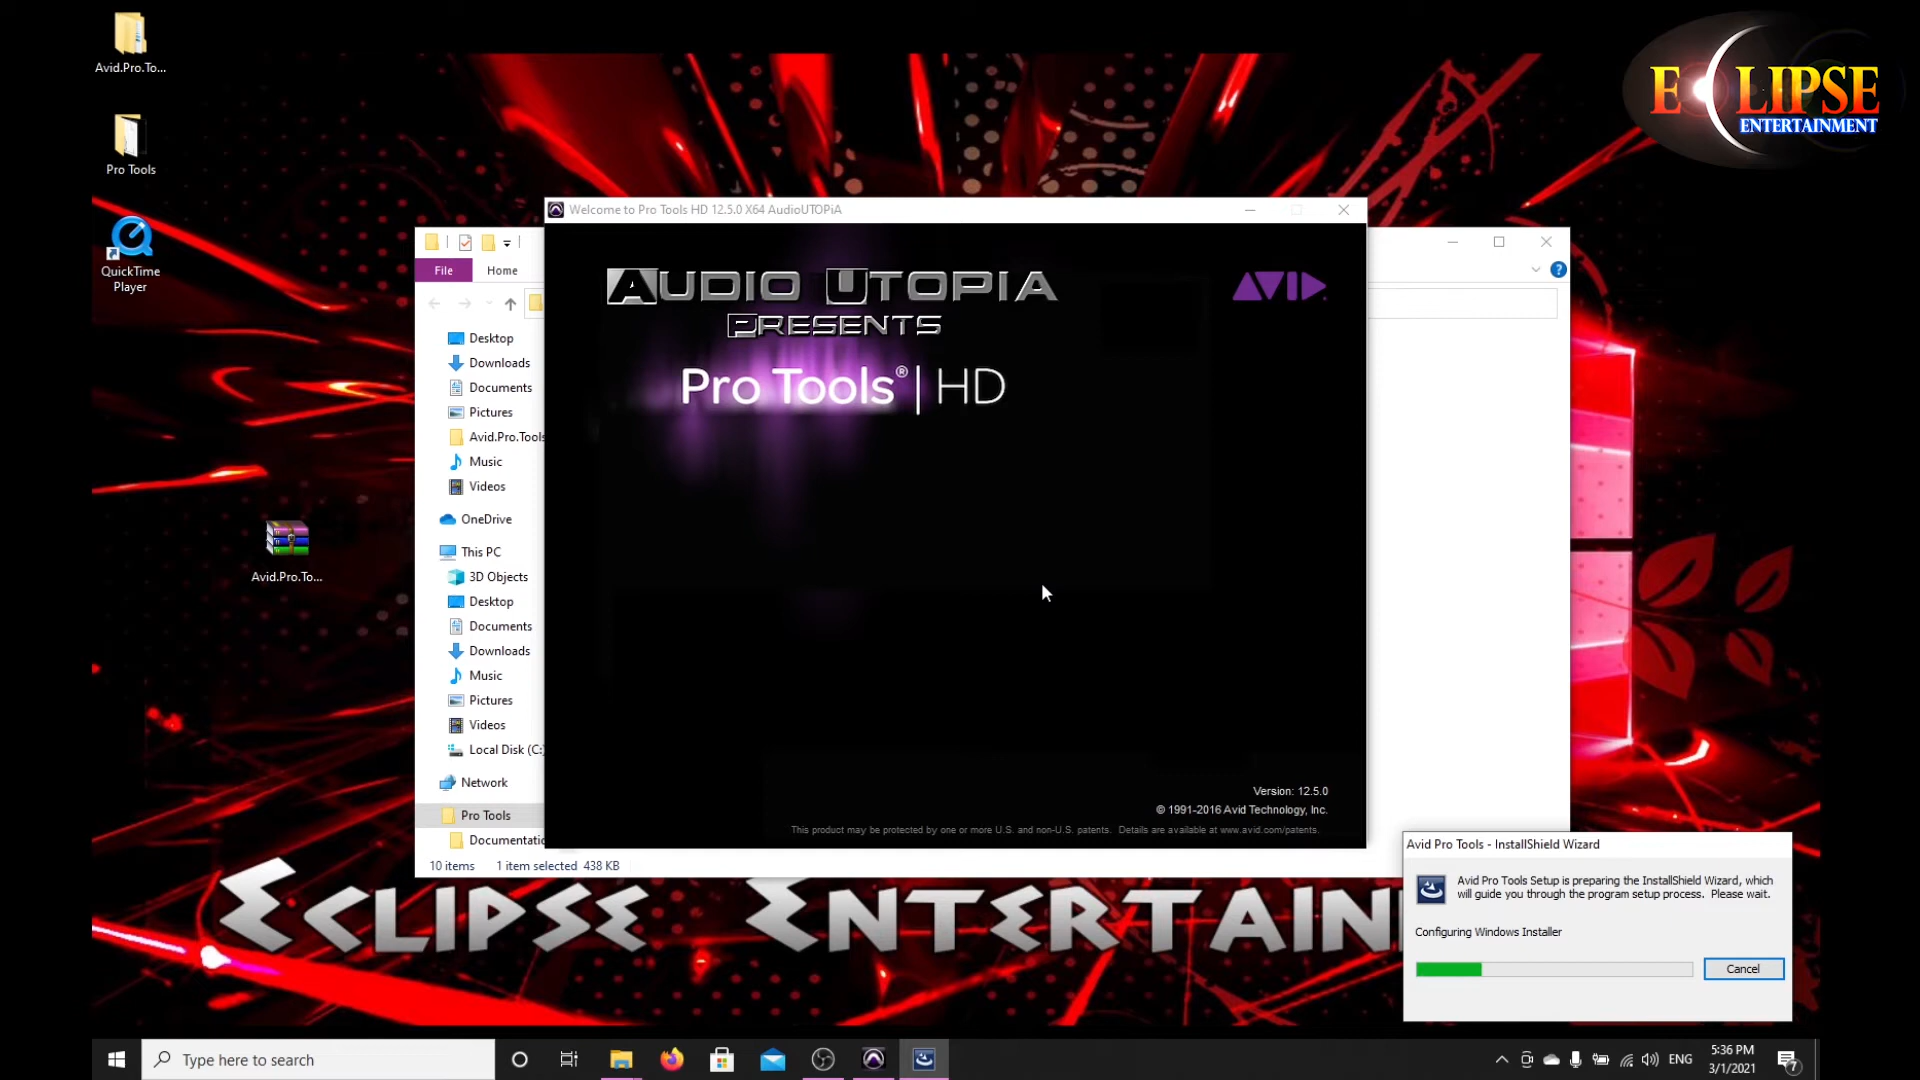 Avid.Pro.To...
Pro Tools
QuickTime
Player
Avid.Pro.To...
ECLIPSE
ENTERTAINMENT
Welcome to Pro Tools HD 12.5.0 X64 AudioUTOPiA
File
Home
AUDIO UTOPIA
PRESENTS
AVID
Pro Tools® | HD
Desktop
Downloads
Documents
Pictures
Avid.Pro.Tools
Music
Videos
OneDrive
This PC
3D Objects
Desktop
Documents
Downloads
Music
Pictures
Videos
Local Disk (C:)
Network
Pro Tools
Documentatic
10 items 1 item selected 438 KB
Version: 12.5.0
© 1991-2016 Avid Technology, Inc.
This product may be protected by one or more U.S. and non-U.S. patents. Details are available at www.avid.com/patents.
Avid Pro Tools - InstallShield Wizard
Avid Pro Tools Setup is preparing the InstallShield Wizard, which
will guide you through the program setup process. Please wait.
Configuring Windows Installer
Cancel
ECLIPSE ENTERTAIN
Type here to search
ENG
5:36 PM
3/1/2021
7